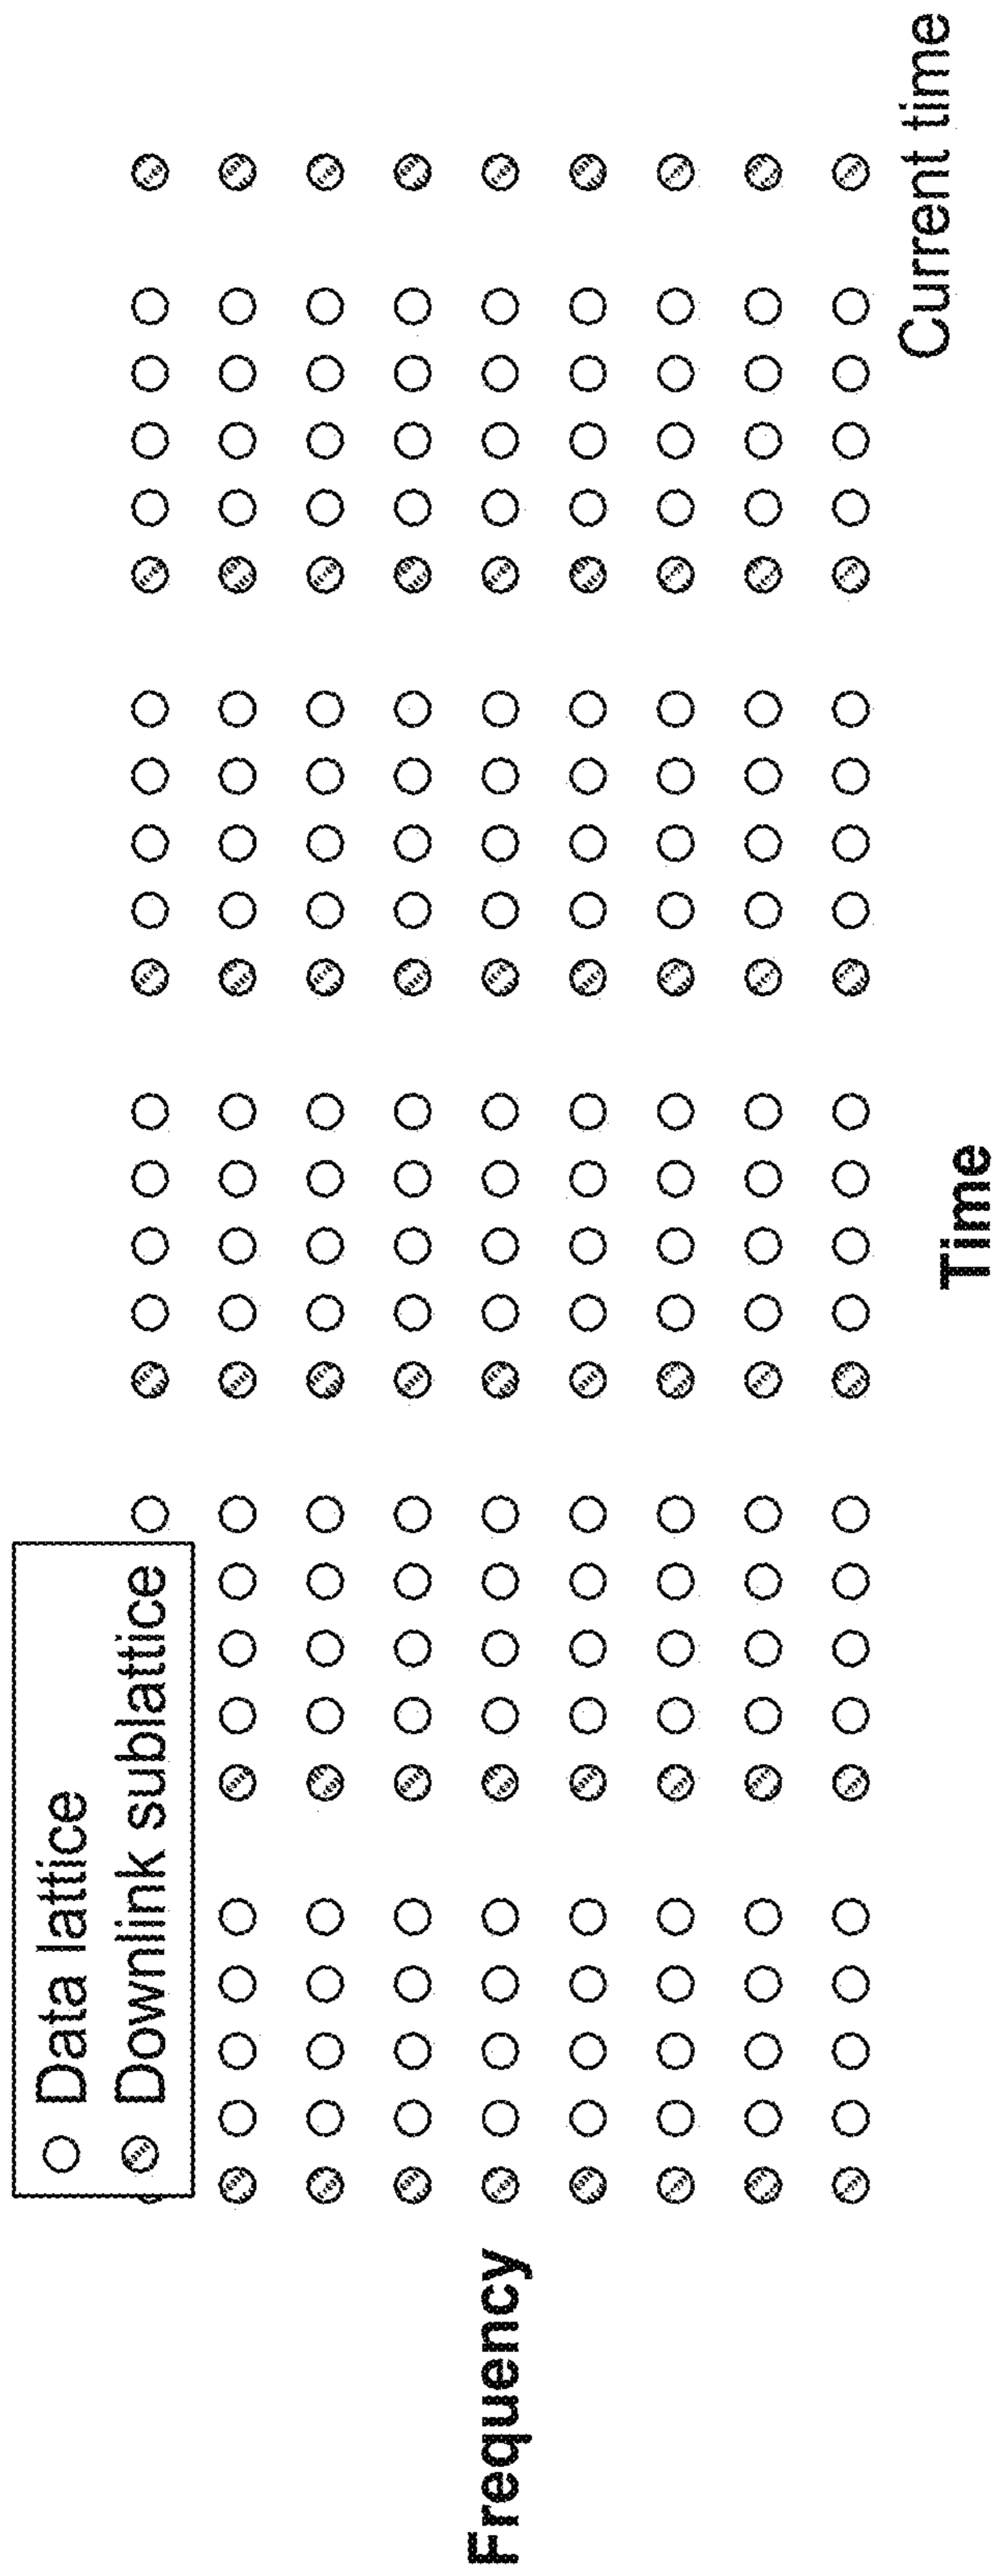 Data lattice
Downlink sublattice
Frequency
Time
Current time